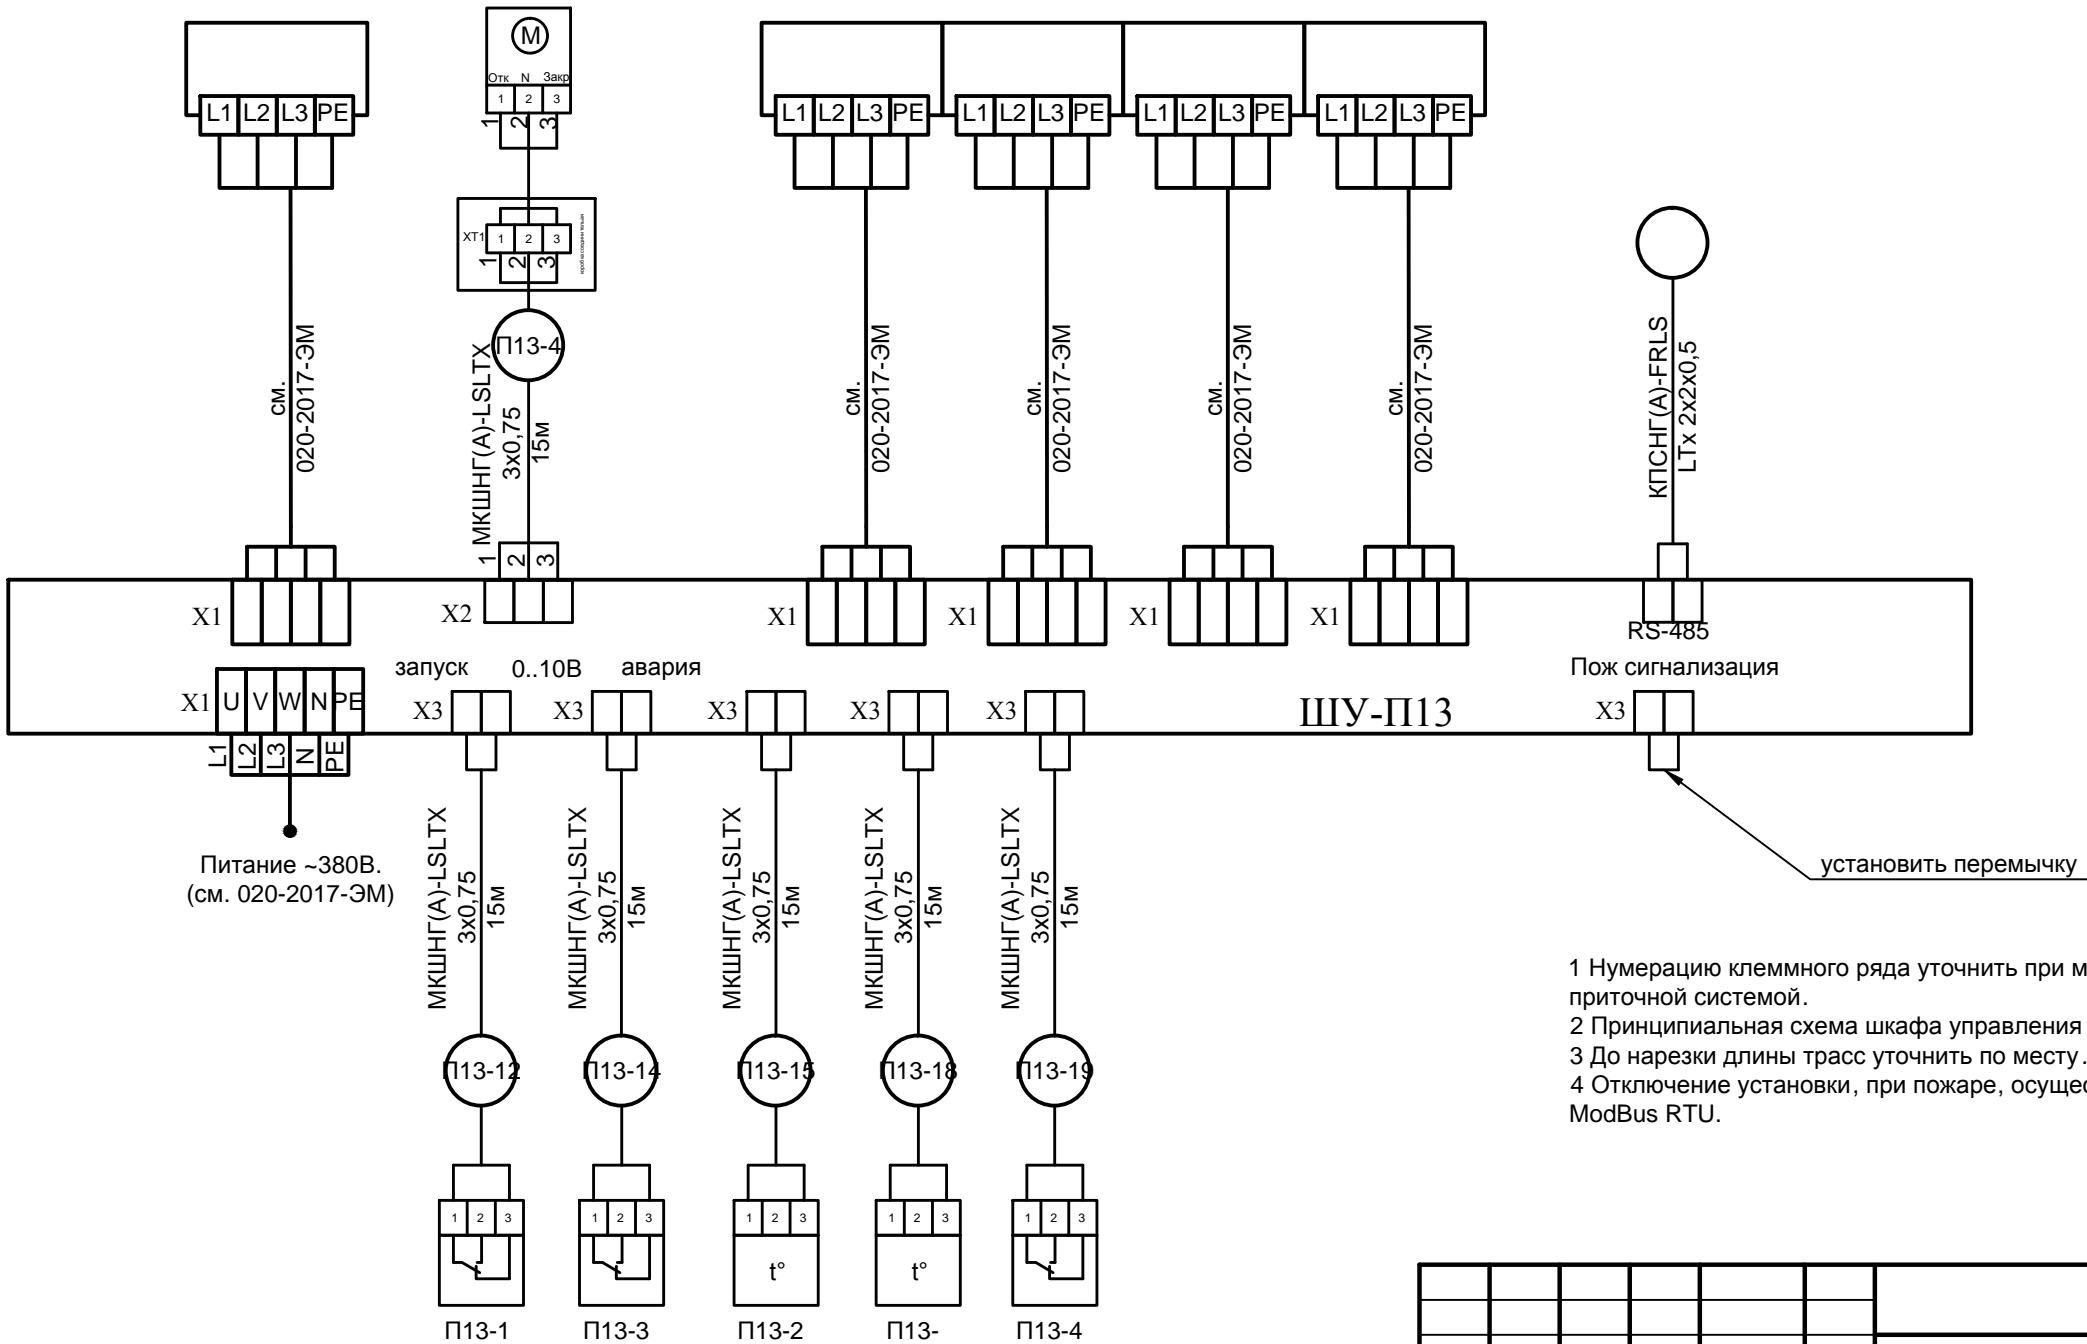 M
Отк N Закр
1 2 3
L1 L2 L3 PE
L1 L2 L3 PE
L1 L2 L3 PE
L1 L2 L3 PE
L1 L2 L3 PE
1 2 3
XT1 1 2 3
1 2 3
П13-4
см.
020-2017-ЭМ
МКШНГ(А)-LSLTX
3х0,75
15м
см.
020-2017-ЭМ
см.
020-2017-ЭМ
см.
020-2017-ЭМ
см.
020-2017-ЭМ
КПСНГ(А)-FRLS
LTx 2х2х0,5
1 2 3
X1
X2
X1
X1
X1
X1
RS-485
запуск 0..10В авария
Пож сигнализация
X1 U V W N PE
X3
X3
X3
X3
X3
ШУ-П13
X3
L1 L2 L3 N PE
Питание ~380В.
(см. 020-2017-ЭМ)
МКШНГ(А)-LSLTX
3х0,75
15м
МКШНГ(А)-LSLTX
3х0,75
15м
МКШНГ(А)-LSLTX
3х0,75
15м
МКШНГ(А)-LSLTX
3х0,75
15м
МКШНГ(А)-LSLTX
3х0,75
15м
установить перемычку
1 Нумерацию клеммного ряда уточнить при м
приточной системой.
2 Принципиальная схема шкафа управления
3 До нарезки длины трасс уточнить по месту.
4 Отключение установки, при пожаре, осущес
ModBus RTU.
П13-12
П13-14
П13-15
П13-18
П13-19
1 2 3
1 2 3
1 2 3
1 2 3
1 2 3
t°
t°
П13-1
П13-3
П13-2
П13-
П13-4